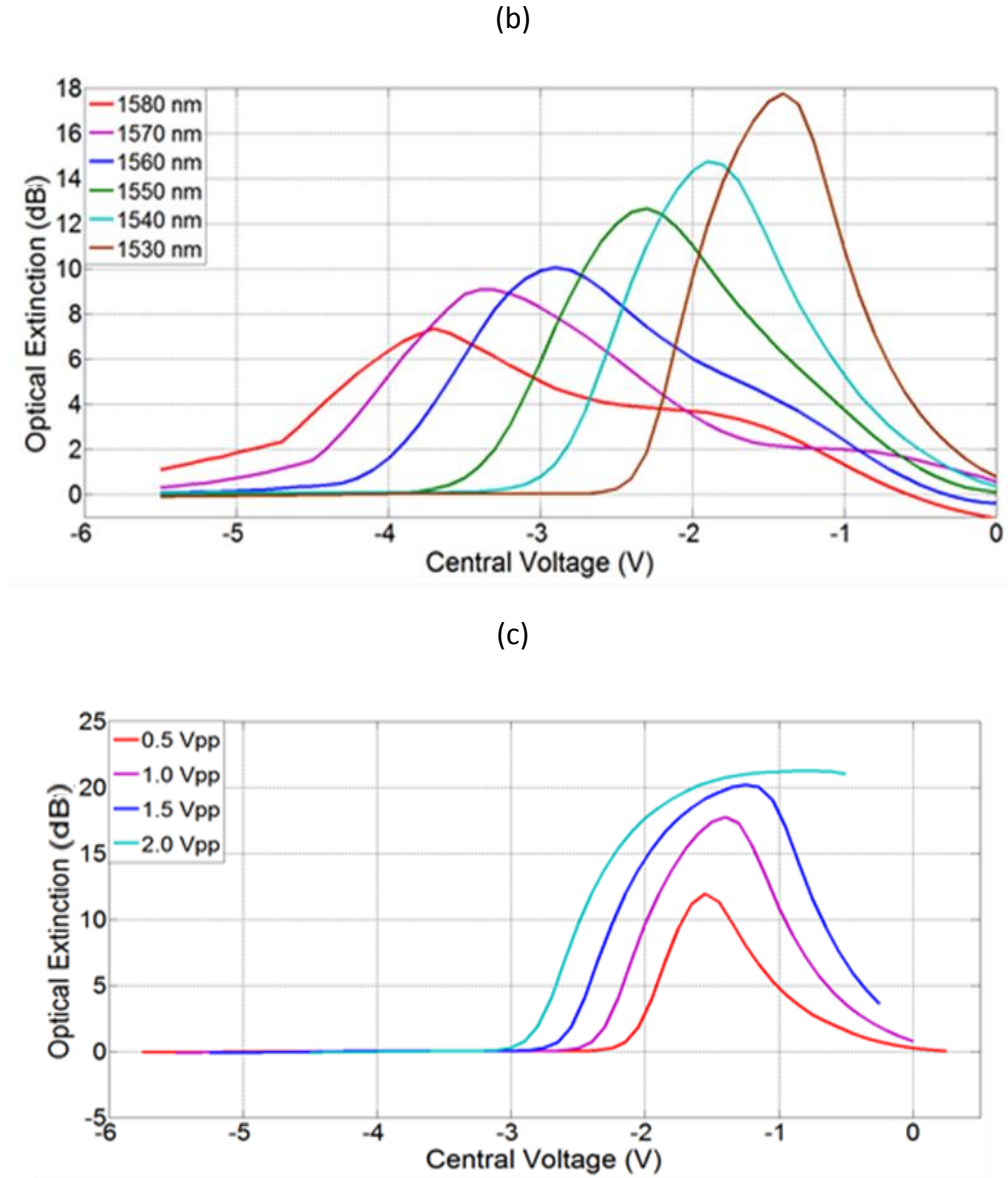 (b)
18
16
14
12
10
8
6
4
2
0
Optical Extinction (dB)
1580 nm
1570 nm
1560 nm
1550 nm
1540 nm
1530 nm
-6 -5 -4 -3 -2 -1 0
Central Voltage (V)
(c)
25
20
15
10
5
0
-5
Optical Extinction (dB)
0.5 Vpp
1.0 Vpp
1.5 Vpp
2.0 Vpp
-6 -5 -4 -3 -2 -1 0
Central Voltage (V)